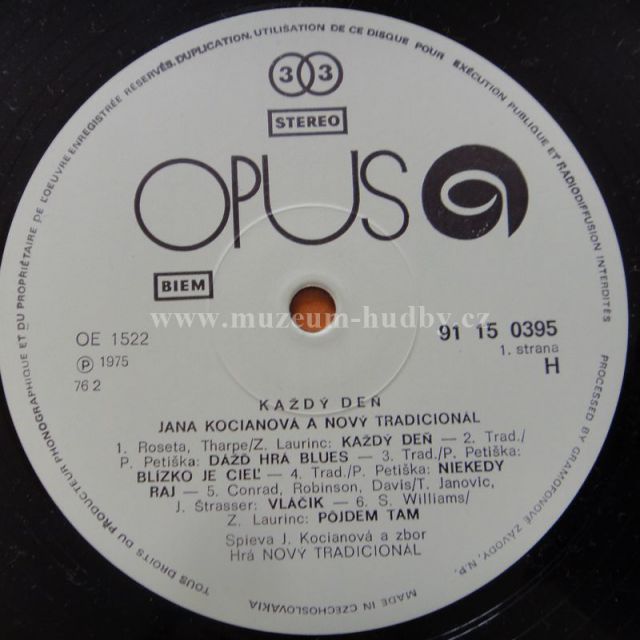 TOUS DROITS DU PRODUCTEUR PHONOGRAPHIQUE ET DU PROPRIÉTAIRE DE L'OEUVRE ENREGISTRÉE RÉSERVÉS. DUPLICATION, UTILISATION DE CE DISQUE POUR EXÉCUTION PUBLIQUE ET RADIODIFFUSION INTERDITES
33
STEREO
OPUS
BIEM
www.muzeum-hudby.cz
OE 1522
℗ 1975
76 2
91 15 0395
1. strana
H
KAŽDÝ DEŇ
JANA KOCIANOVÁ A NOVÝ TRADICIONÁL
1. Roseta, Tharpe/Z. Laurinc: KAŽDÝ DEŇ — 2. Trad./
P. Petiška: DÁŽĎ HRÁ BLUES — 3. Trad./P. Petiška:
BLÍZKO JE CIEĽ — 4. Trad./P. Petiška: NIEKEDY
RAJ — 5. Conrad, Robinson, Davis/T. Janovic,
J. Strasser: VLÁČIK — 6. S. Williams/
Z. Laurinc: PÔJDEM TAM
Spieva J. Kocianová a zbor
Hrá NOVÝ TRADICIONÁL
MADE IN CZECHOSLOVAKIA
PROCESSED BY GRAMOFONOVÉ ZÁVODY, N.P.